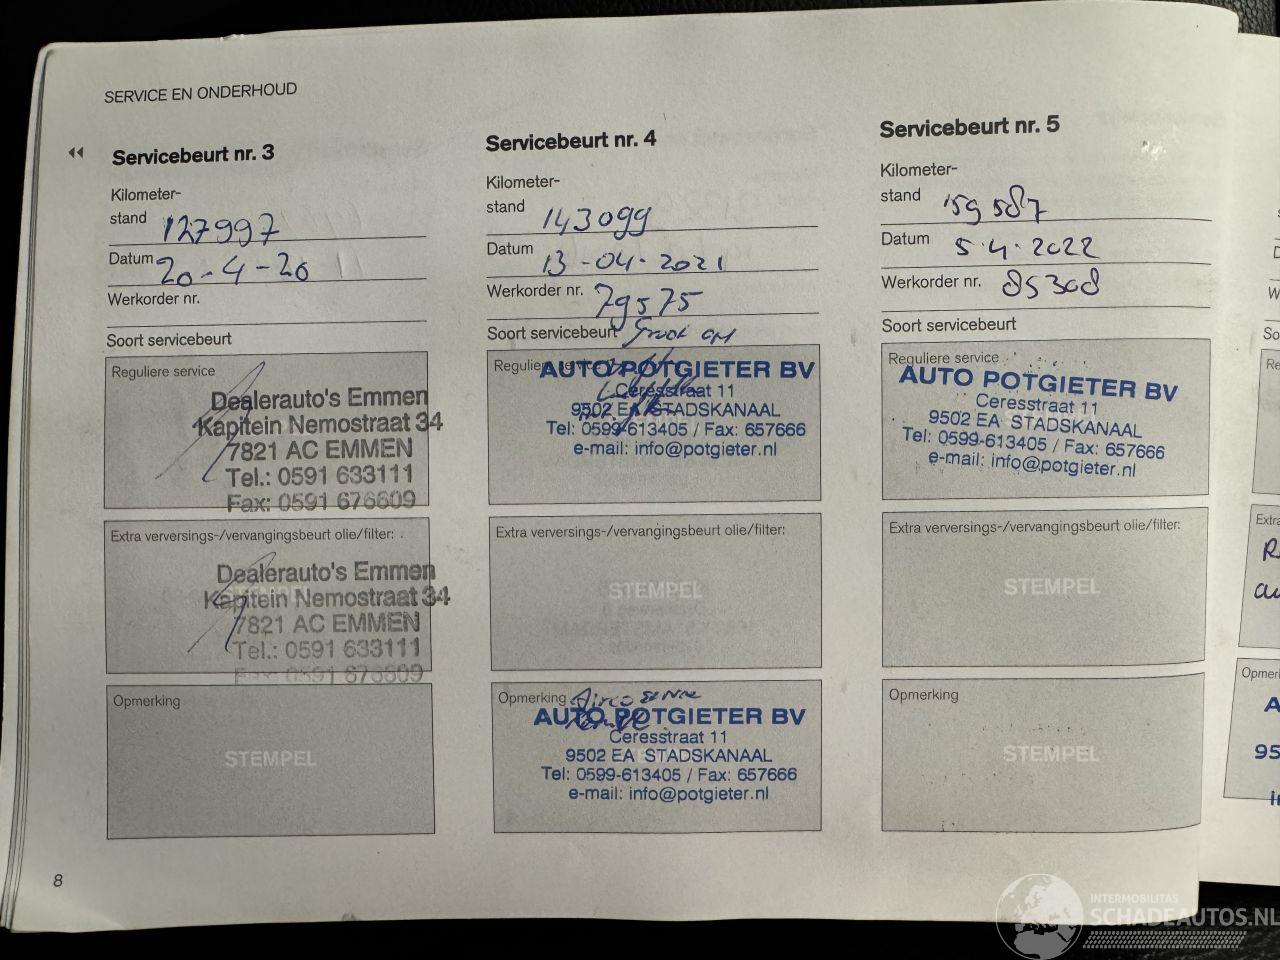 SERVICE EN ONDERHOUD
Servicebeurt nr. 3
Kilometer-
stand 127997
Datum 20-4-20
Werkorder nr.
Soort servicebeurt
Reguliere service
Dealerauto's Emmen
Kapitein Nemostraat 34
7821 AC EMMEN
Tel.: 0591 633111
Fax: 0591 676609
Extra verversings-/vervangingsbeurt olie/filter:
Dealerauto's Emmen
Kapitein Nemostraat 34
7821 AC EMMEN
Tel.: 0591 633111
Fax: 0591 676609
Opmerking
STEMPEL
Servicebeurt nr. 4
Kilometer-
stand 143099
Datum 13-04-2021
Werkorder nr. 79575
Soort servicebeurt Groot
Reguliere service
AUTO POTGIETER BV
Ceresstraat 11
9502 EA STADSKANAAL
Tel: 0599-613405 / Fax: 657666
e-mail: info@potgieter.nl
Extra verversings-/vervangingsbeurt olie/filter:
STEMPEL
Opmerking Airco
AUTO POTGIETER BV
Ceresstraat 11
9502 EA STADSKANAAL
Tel: 0599-613405 / Fax: 657666
e-mail: info@potgieter.nl
Servicebeurt nr. 5
Kilometer-
stand 159587
Datum 5-4-2022
Werkorder nr. 85308
Soort servicebeurt
Reguliere service
AUTO POTGIETER BV
Ceresstraat 11
9502 EA STADSKANAAL
Tel: 0599-613405 / Fax: 657666
e-mail: info@potgieter.nl
Extra verversings-/vervangingsbeurt olie/filter:
STEMPEL
Opmerking
STEMPEL
8
INTERMOBILITAS
SCHADEAUTOS.NL